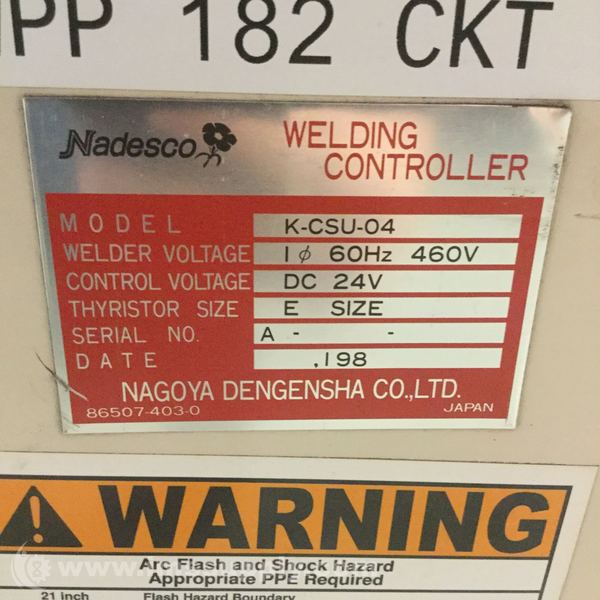 182 CKT
Nadesco
WELDING
CONTROLLER
MODEL K-CSU-04
WELDER VOLTAGE 1φ 60Hz 460V
CONTROL VOLTAGE DC 24V
THYRISTOR SIZE E SIZE
SERIAL NO. A - -
DATE .198
NAGOYA DENGENSHA CO.,LTD.
86507-403-0 JAPAN
WARNING
Arc Flash and Shock Hazard
Appropriate PPE Required
21 inch Flash Hazard Boundary